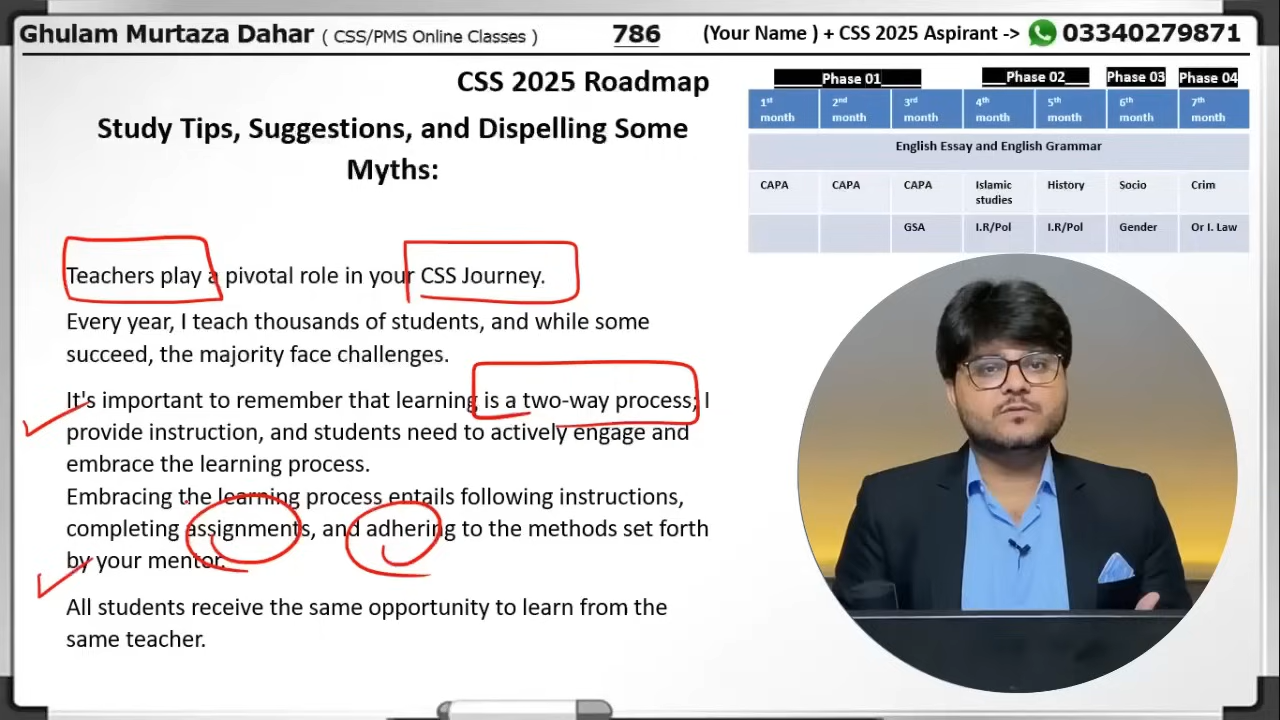 Ghulam Murtaza Dahar ( CSS/PMS Online Classes ) 786 (Your Name ) + CSS 2025 Aspirant -> 03340279871
CSS 2025 Roadmap
Study Tips, Suggestions, and Dispelling Some
Myths:
Teachers play a pivotal role in your CSS Journey.
Every year, I teach thousands of students, and while some
succeed, the majority face challenges.
It's important to remember that learning is a two-way process; I
provide instruction, and students need to actively engage and
embrace the learning process.
Embracing the learning process entails following instructions,
completing assignments, and adhering to the methods set forth
by your mentor.
All students receive the same opportunity to learn from the
same teacher.
Phase 01 Phase 02 Phase 03 Phase 04
1st month 2nd month 3rd month 4th month 5th month 6th month 7th month
English Essay and English Grammar
CAPA CAPA CAPA Islamic studies History Socio Crim
GSA I.R/Pol I.R/Pol Gender Or I. Law